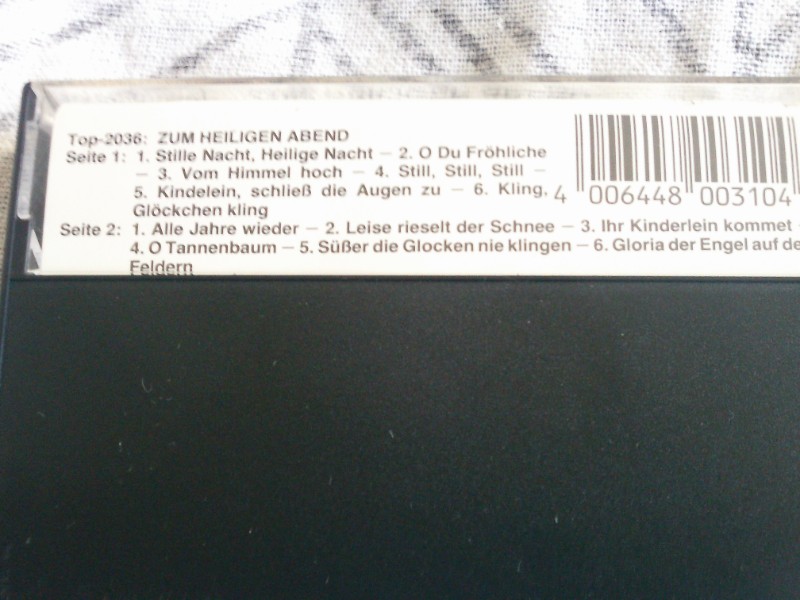 Top-2036: ZUM HEILIGEN ABEND
Seite 1: 1. Stille Nacht, Heilige Nacht – 2. O Du Fröhliche
– 3. Vom Himmel hoch – 4. Still, Still, Still –
5. Kindelein, schließ die Augen zu – 6. Kling,
Glöckchen kling
4 006448 003104
Seite 2: 1. Alle Jahre wieder – 2. Leise rieselt der Schnee – 3. Ihr Kinderlein kommet
4. O Tannenbaum – 5. Süßer die Glocken nie klingen – 6. Gloria der Engel auf de
Feldern